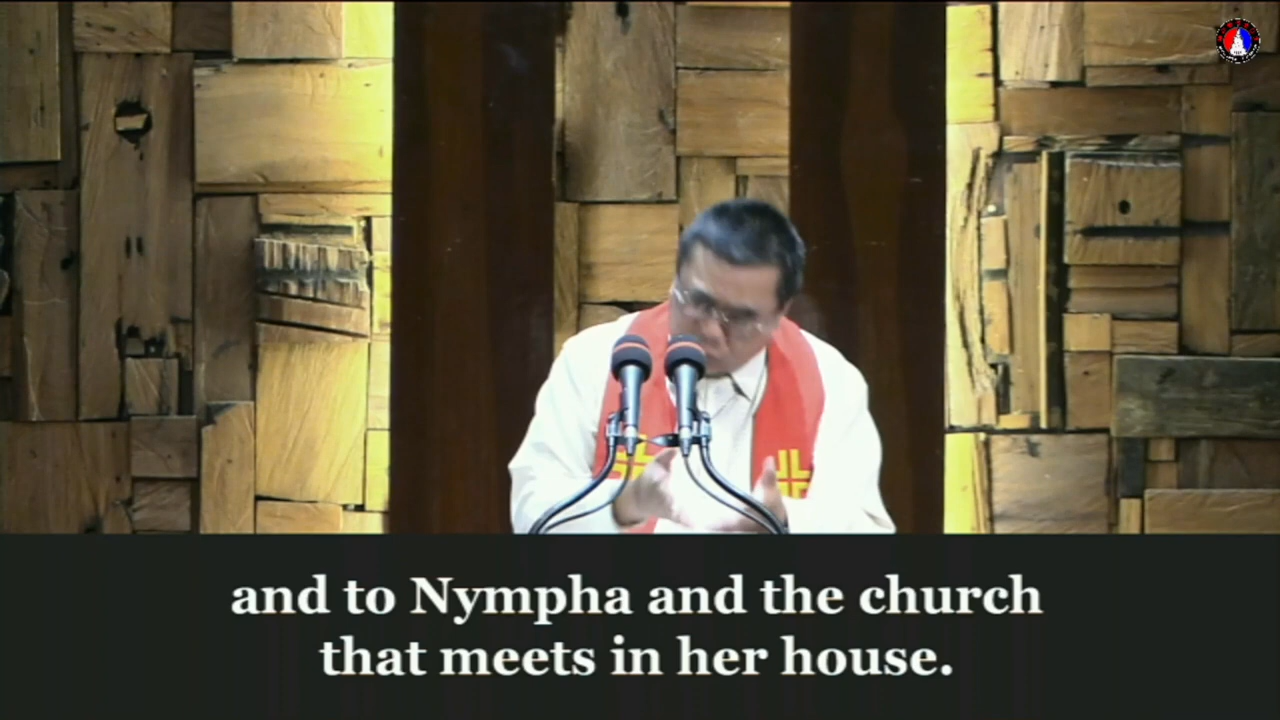 and to Nympha and the church
that meets in her house.